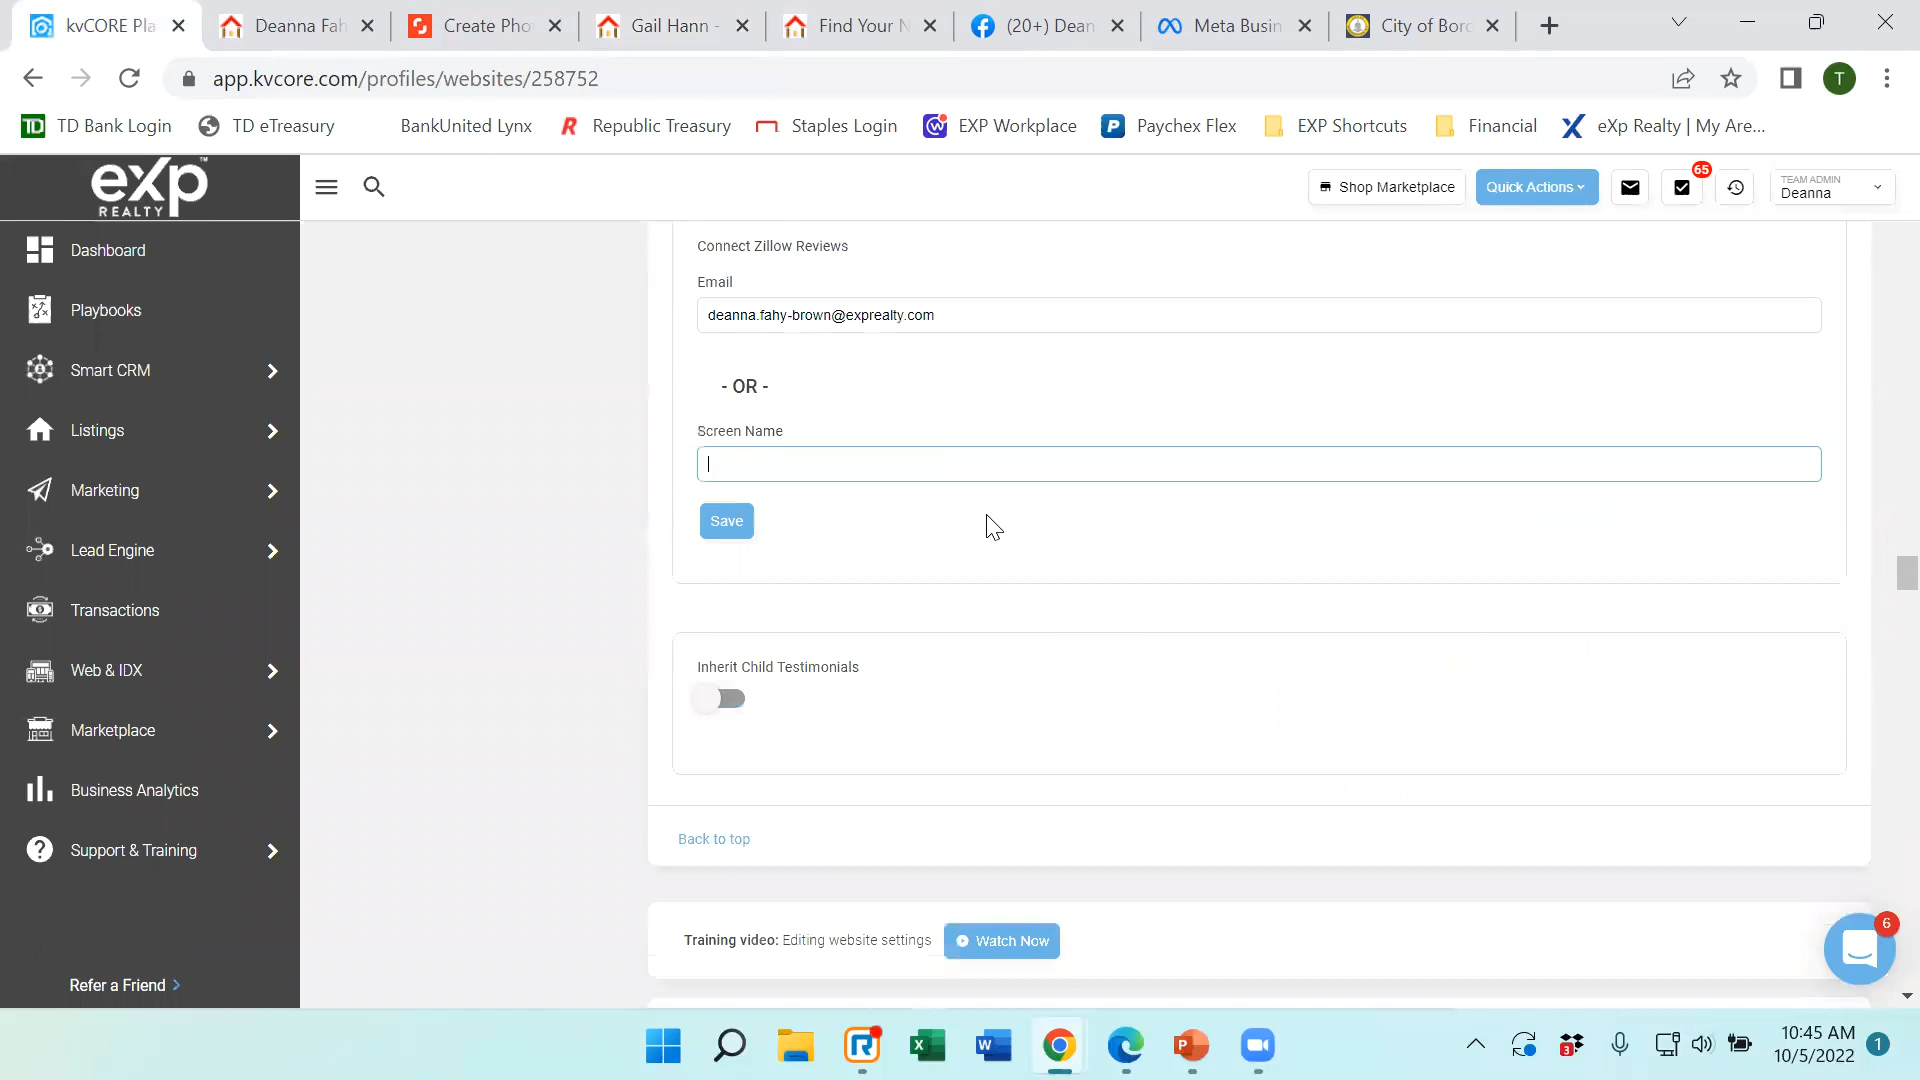 kvCORE Pla
Deanna Fah
Create Pho
Gail Hann -
Find Your N
(20+) Dean
Meta Busin
City of Bord
app.kvcore.com/profiles/websites/258752
T
TD Bank Login
TD eTreasury
BankUnited Lynx
Republic Treasury
Staples Login
EXP Workplace
Paychex Flex
EXP Shortcuts
Financial
eXp Realty | My Are...
eXp™
REALTY
Shop Marketplace
Quick Actions
65
TEAM ADMIN
Deanna
Dashboard
Playbooks
Smart CRM
Listings
Marketing
Lead Engine
Transactions
Web & IDX
Marketplace
Business Analytics
Support & Training
Refer a Friend
Connect Zillow Reviews
Email
deanna.fahy-brown@exprealty.com
- OR -
Screen Name
Save
Inherit Child Testimonials
Back to top
Training video: Editing website settings
Watch Now
6
3
10:45 AM
10/5/2022
1